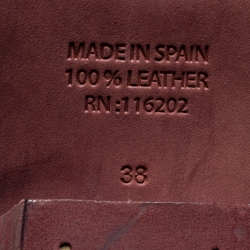 MADE IN SPAIN
100% LEATHER
RN :116202
38